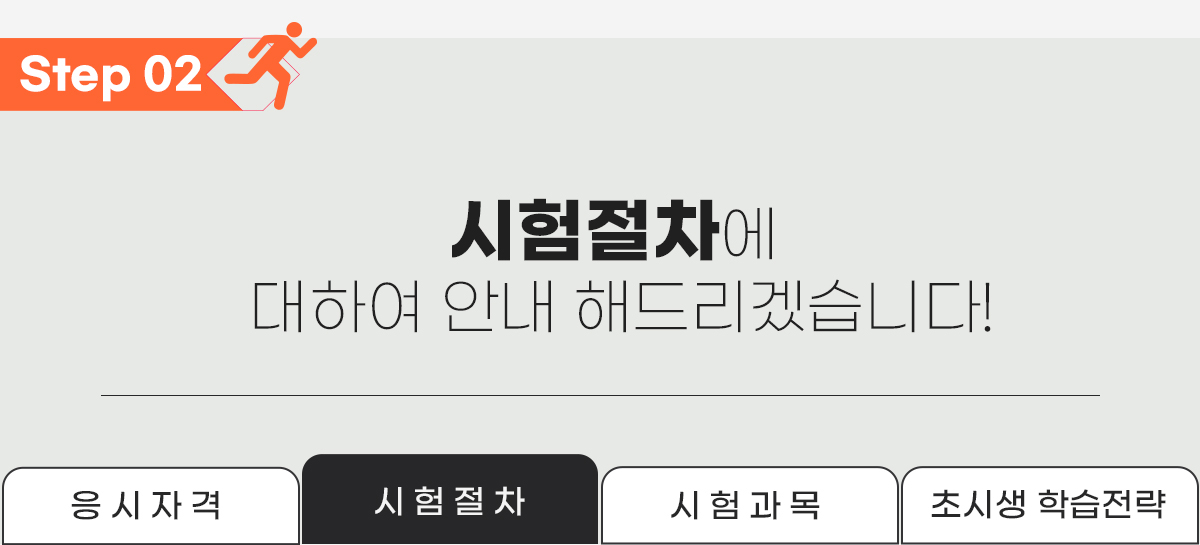 Step 02
시험절차에
대하여 안내 해드리겠습니다!
응시자격
시험절차
시험과목
초시생 학습전략